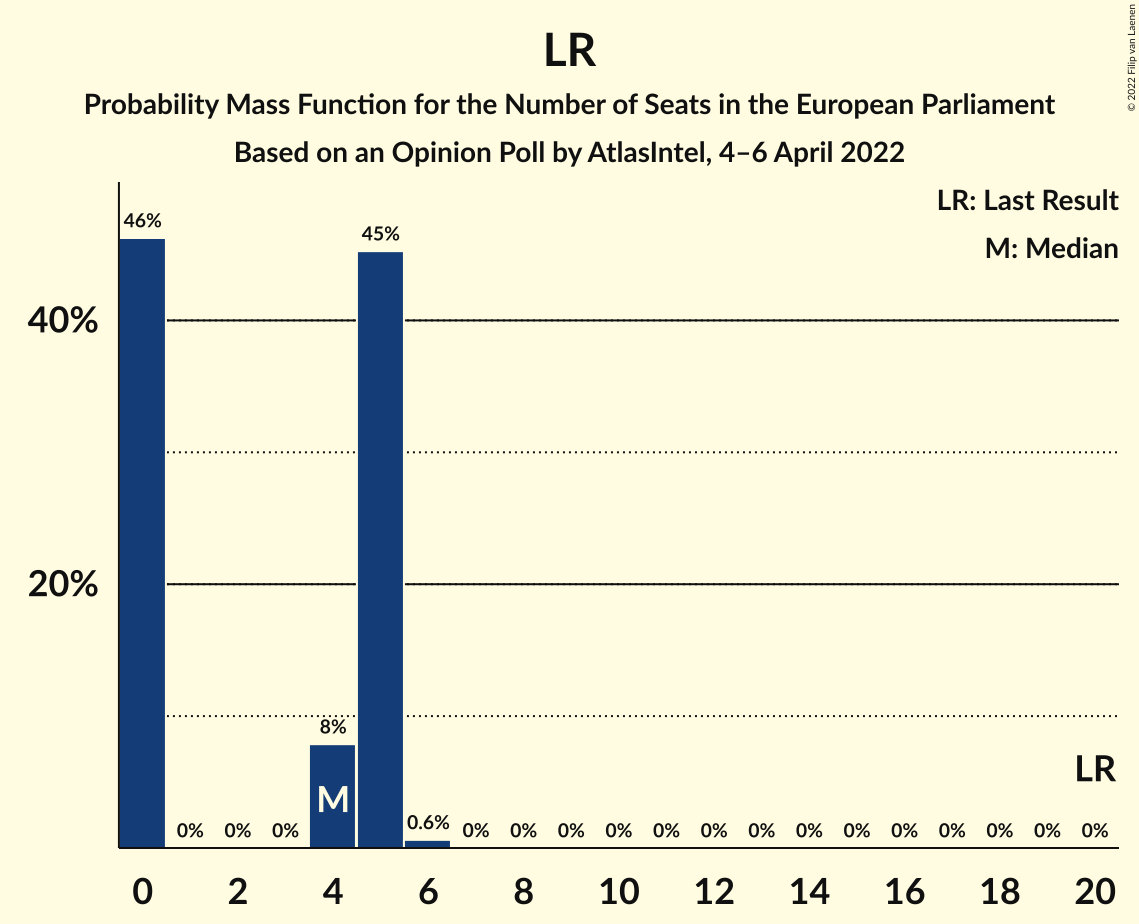 LR
Probability Mass Function for the Number of Seats in the European Parliament
Based on an Opinion Poll by AtlasIntel, 4–6 April 2022
© 2022 Filip van Laenen
LR: Last Result
M: Median
46%
45%
40%
20%
8%
M
LR
0% 0% 0% 0.6% 0% 0% 0% 0% 0% 0% 0% 0% 0% 0% 0% 0% 0% 0%
0 2 4 6 8 10 12 14 16 18 20